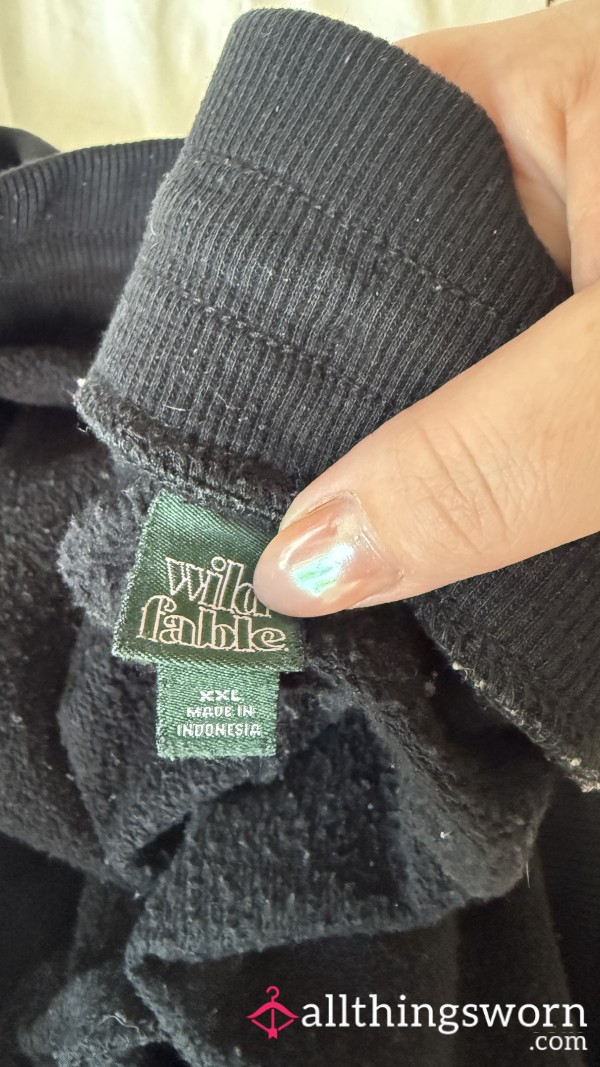 wild
fable
XXL
MADE IN
INDONESIA
allthingsworn
.com